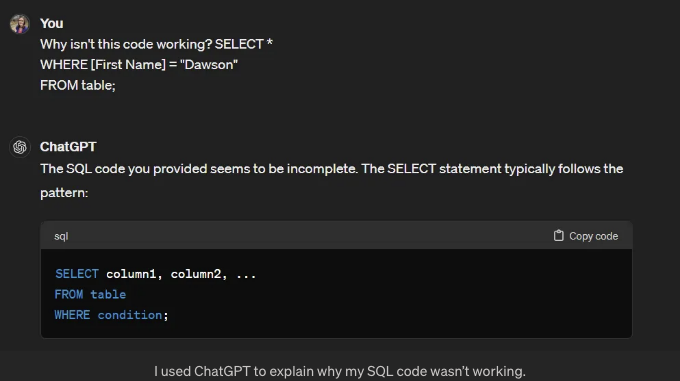 You
Why isn't this code working? SELECT *
WHERE [First Name] = "Dawson"
FROM table;
ChatGPT
The SQL code you provided seems to be incomplete. The SELECT statement typically follows the
pattern:
sql Copy code
SELECT column1, column2, ...
FROM table
WHERE condition;
I used ChatGPT to explain why my SQL code wasn't working.